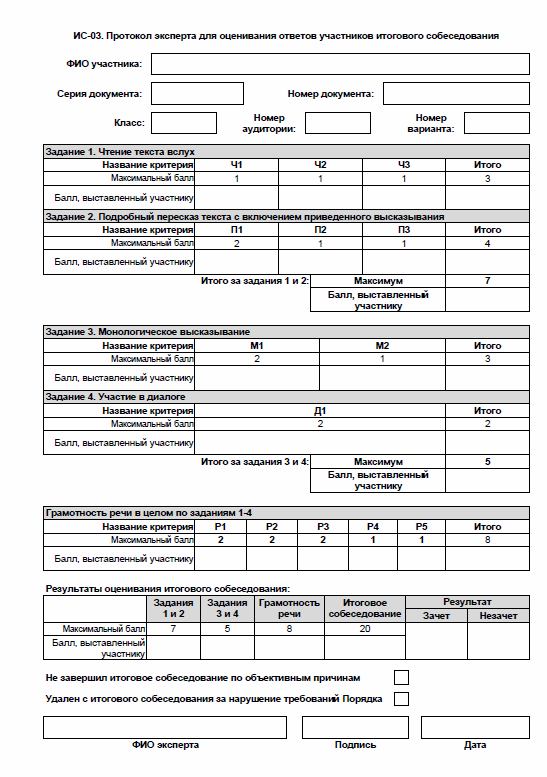 ИС-03. Протокол эксперта для оценивания ответов участников итогового собеседования
ФИО участника:
Серия документа: Номер документа:
Класс: Номер аудитории: Номер варианта:
Задание 1. Чтение текста вслух
Название критерия Ч1 Ч2 Ч3 Итого
Максимальный балл 1 1 1 3
Балл, выставленный участнику
Задание 2. Подробный пересказ текста с включением приведенного высказывания
Название критерия П1 П2 П3 Итого
Максимальный балл 2 1 1 4
Балл, выставленный участнику
Итого за задания 1 и 2: Максимум 7
Балл, выставленный
участнику
Задание 3. Монологическое высказывание
Название критерия М1 М2 Итого
Максимальный балл 2 1 3
Балл, выставленный участнику
Задание 4. Участие в диалоге
Название критерия Д1 Итого
Максимальный балл 2 2
Балл, выставленный участнику
Итого за задания 3 и 4: Максимум 5
Балл, выставленный
участнику
Грамотность речи в целом по заданиям 1-4
Название критерия Р1 Р2 Р3 Р4 Р5 Итого
Максимальный балл 2 2 2 1 1 8
Балл, выставленный участнику
Результаты оценивания итогового собеседования:
Задания 1 и 2 Задания 3 и 4 Грамотность речи Итоговое собеседование Результат
Зачет Незачет
Максимальный балл 7 5 8 20
Балл, выставленный
участнику
Не завершил итоговое собеседование по объективным причинам
Удален с итогового собеседования за нарушение требований Порядка
ФИО эксперта Подпись Дата